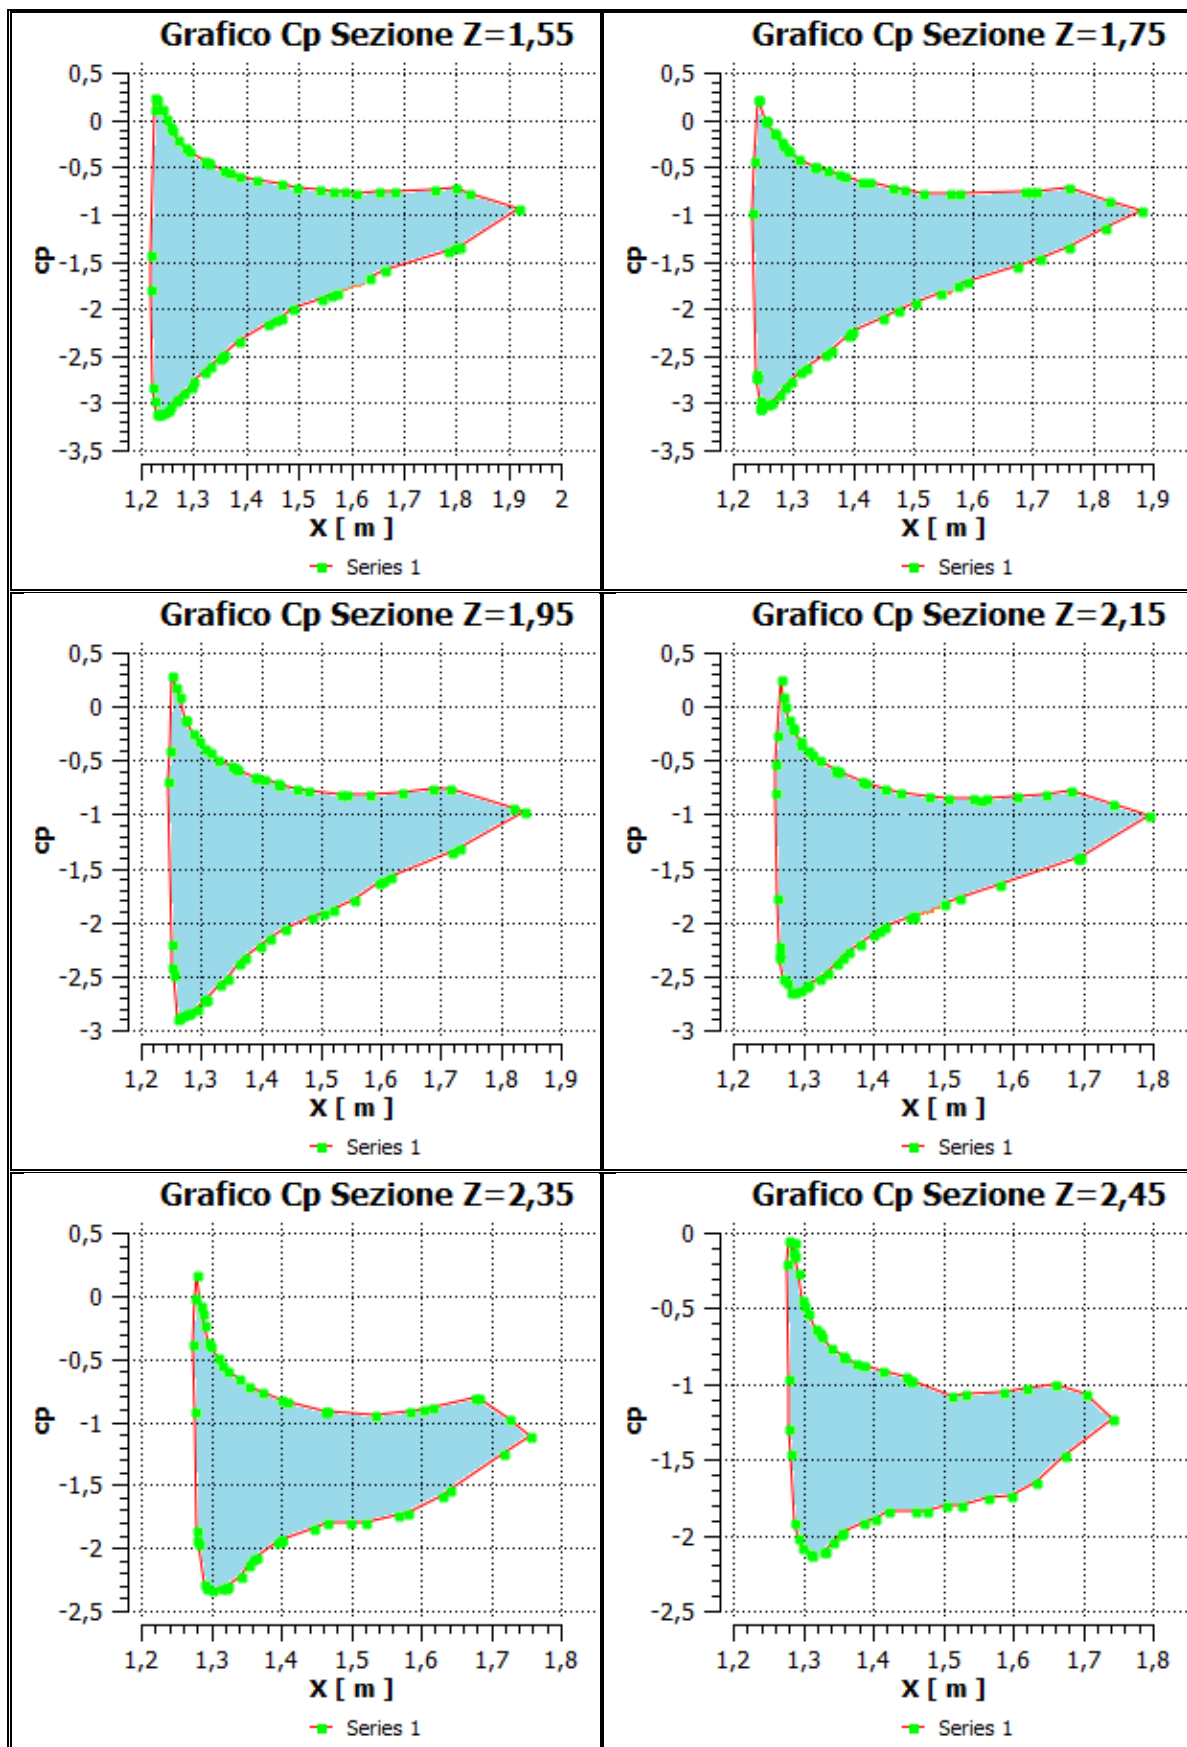 Grafico Cp Sezione Z=1,55
0,5
0
-0,5
-1
-1,5
-2
-2,5
-3
-3,5
cp
1,2 1,3 1,4 1,5 1,6 1,7 1,8 1,9 2
X [ m ]
Series 1
Grafico Cp Sezione Z=1,75
0,5
0
-0,5
-1
-1,5
-2
-2,5
-3
-3,5
cp
1,2 1,3 1,4 1,5 1,6 1,7 1,8 1,9
X [ m ]
Series 1
Grafico Cp Sezione Z=1,95
0,5
0
-0,5
-1
-1,5
-2
-2,5
-3
cp
1,2 1,3 1,4 1,5 1,6 1,7 1,8 1,9
X [ m ]
Series 1
Grafico Cp Sezione Z=2,15
0,5
0
-0,5
-1
-1,5
-2
-2,5
-3
cp
1,2 1,3 1,4 1,5 1,6 1,7 1,8
X [ m ]
Series 1
Grafico Cp Sezione Z=2,35
0,5
0
-0,5
-1
-1,5
-2
-2,5
cp
1,2 1,3 1,4 1,5 1,6 1,7 1,8
X [ m ]
Series 1
Grafico Cp Sezione Z=2,45
0
-0,5
-1
-1,5
-2
-2,5
cp
1,2 1,3 1,4 1,5 1,6 1,7 1,8
X [ m ]
Series 1